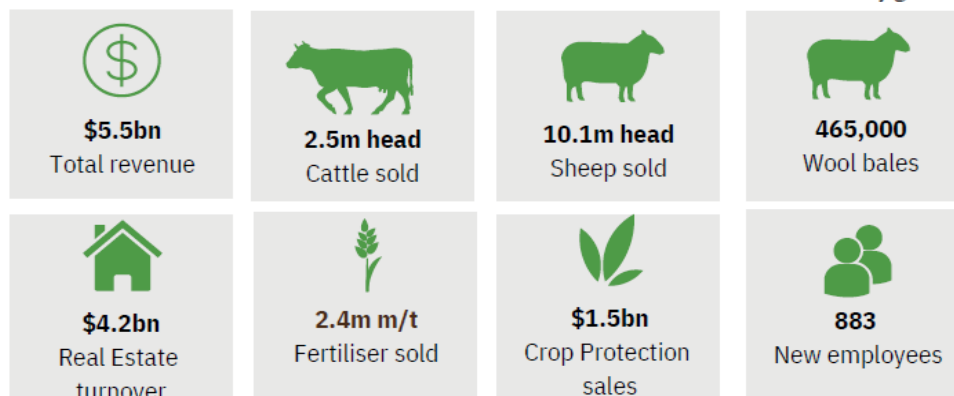 $5.5bn
Total revenue
2.5m head
Cattle sold
10.1m head
Sheep sold
465,000
Wool bales
$4.2bn
Real Estate
turnover
2.4m m/t
Fertiliser sold
$1.5bn
Crop Protection
sales
883
New employees